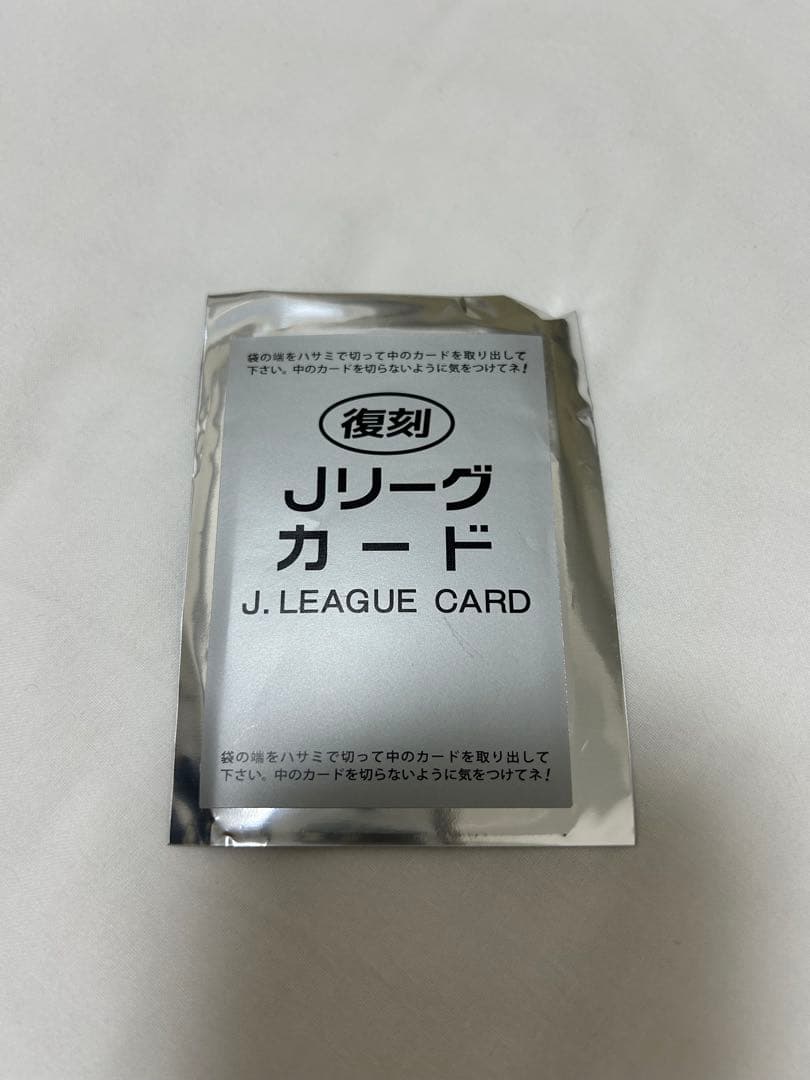 袋の端をハサミで切って中のカードを取り出して
下さい。中のカードを切らないように気をつけてネ!
復刻
Jリーグ
カード
J. LEAGUE CARD
袋の端をハサミで切って中のカードを取り出して
下さい。中のカードを切らないように気をつけてネ!